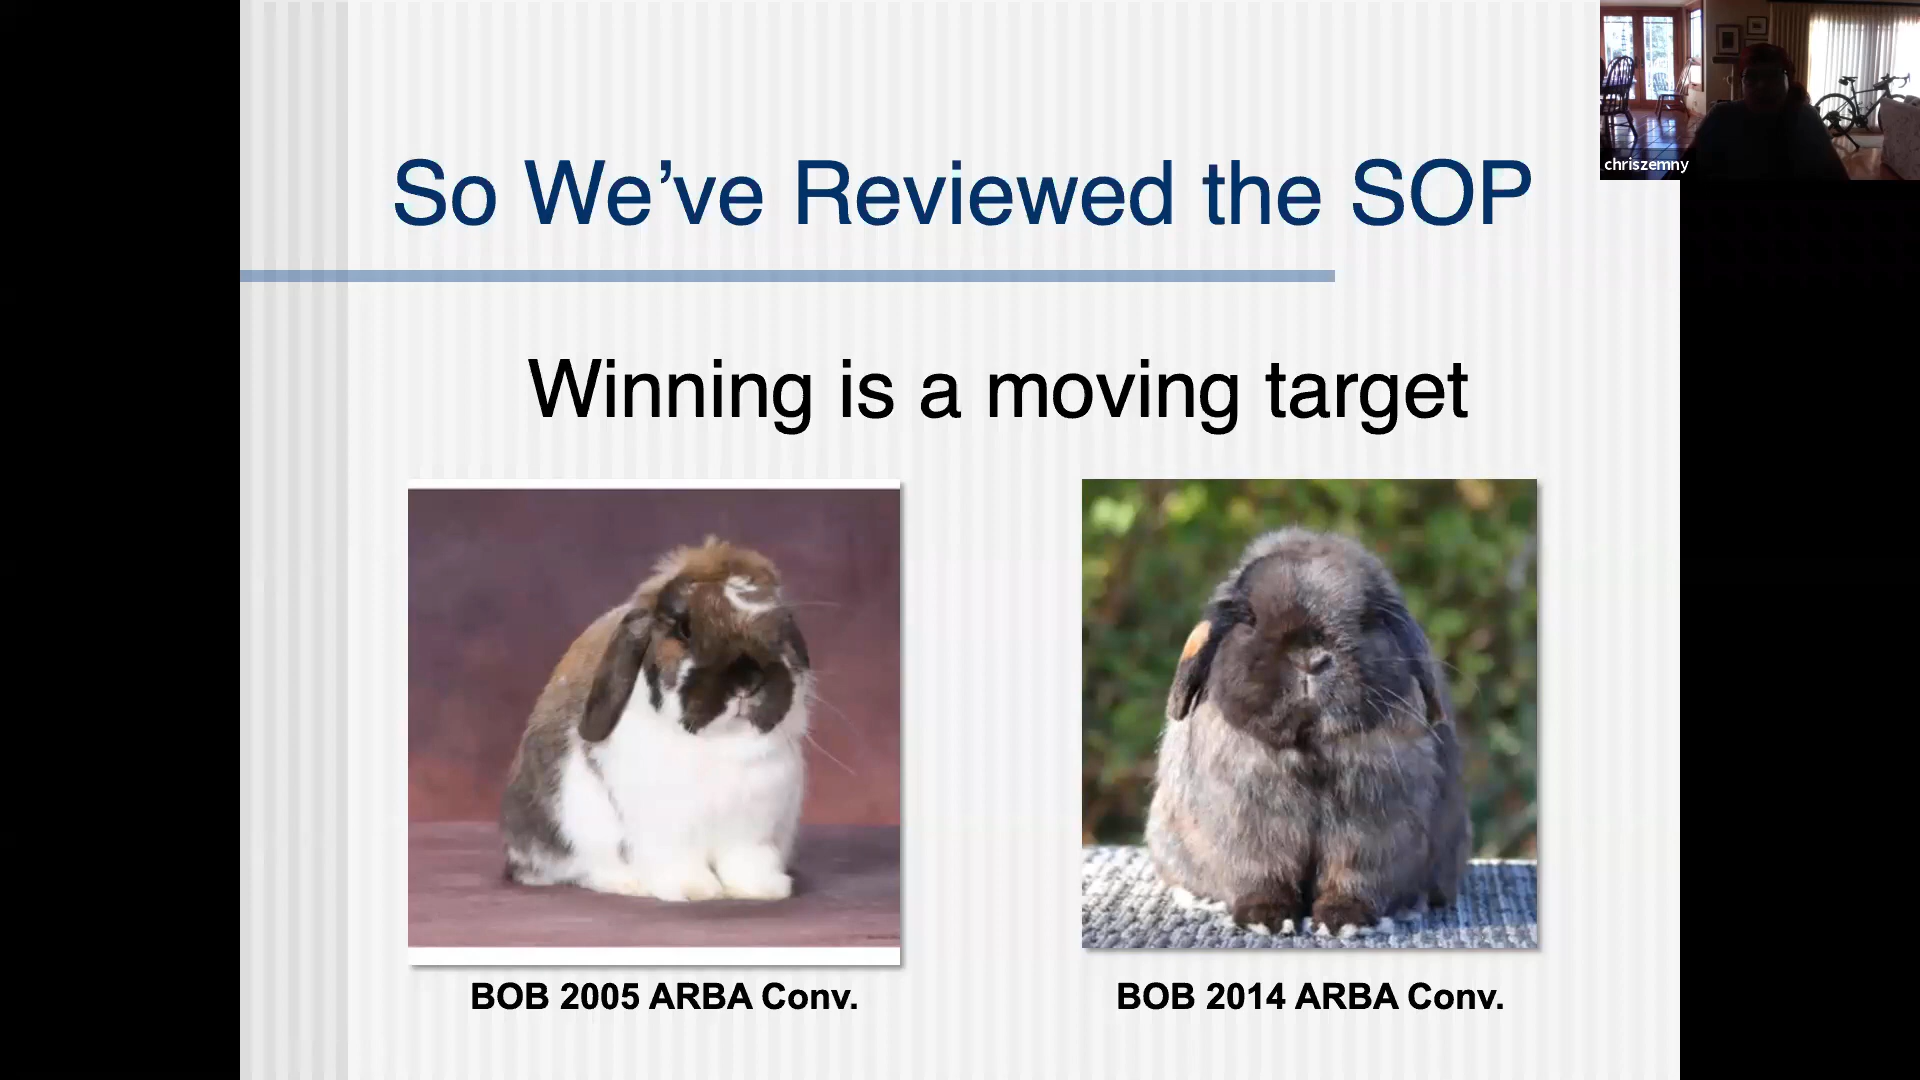 So We’ve Reviewed the SOP
chriszemny
Winning is a moving target
BOB 2005 ARBA Conv.
BOB 2014 ARBA Conv.